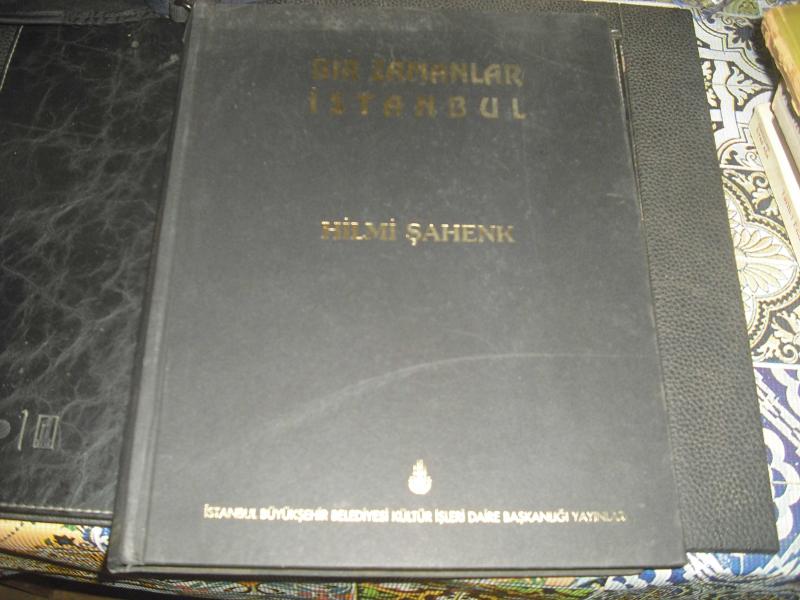 BIR ZAMANLAR
İSTANBUL
HİLMİ ŞAHENK
İSTANBUL BÜYÜKŞEHİR BELEDİYESİ KÜLTÜR İŞLERİ DAİRE BAŞKANLIĞI YAYINLARI